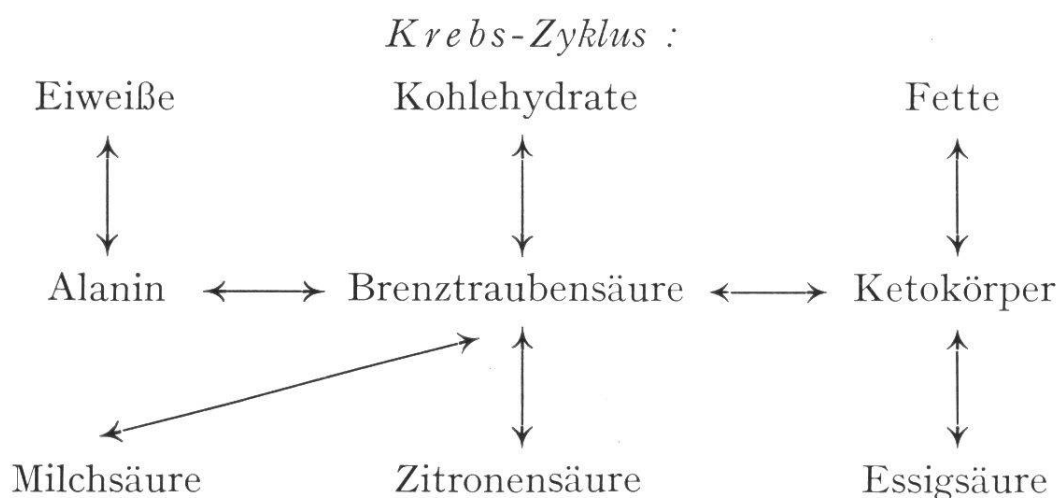 Krebs-Zyklus :
Eiweiße Kohlehydrate Fette
Alanin Brenztraubensäure Ketokörper
Milchsäure Zitronensäure Essigsäure